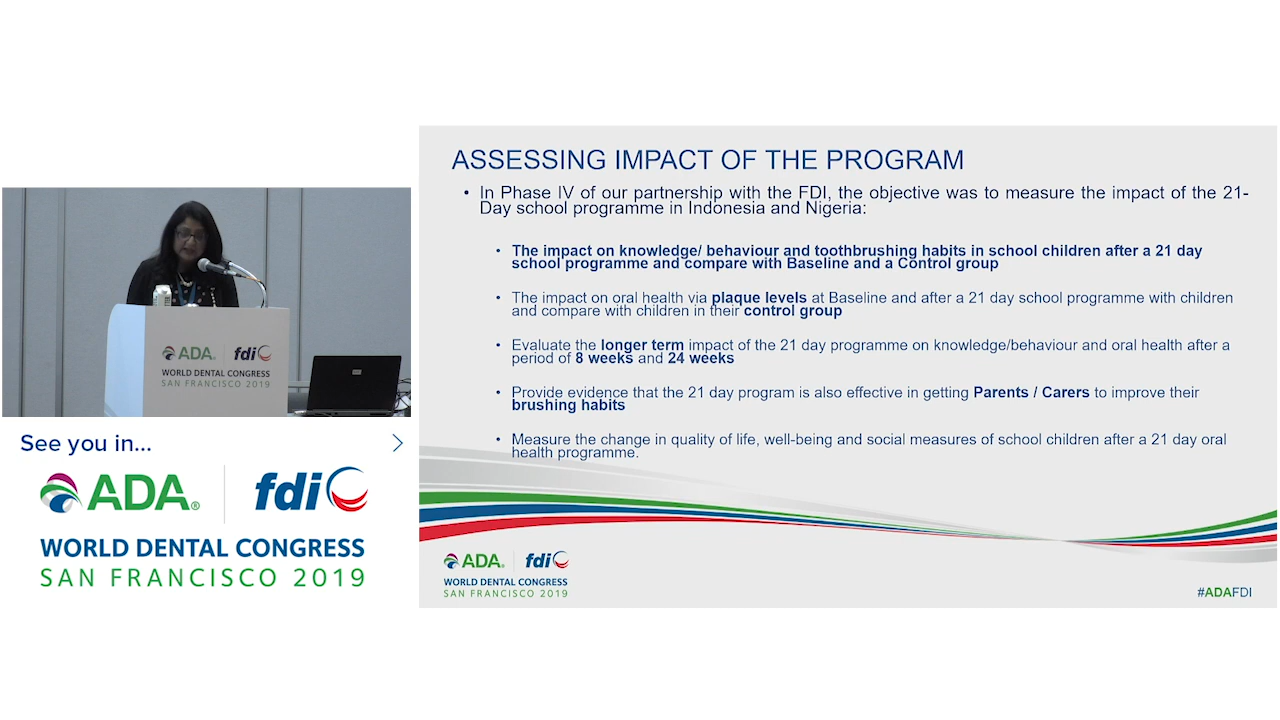 ASSESSING IMPACT OF THE PROGRAM
• In Phase IV of our partnership with the FDI, the objective was to measure the impact of the 21-
Day school programme in Indonesia and Nigeria:
• The impact on knowledge/ behaviour and toothbrushing habits in school children after a 21 day
school programme and compare with Baseline and a Control group
• The impact on oral health via plaque levels at Baseline and after a 21 day school programme with children
and compare with children in their control group
• Evaluate the longer term impact of the 21 day programme on knowledge/behaviour and oral health after a
period of 8 weeks and 24 weeks
• Provide evidence that the 21 day program is also effective in getting Parents / Carers to improve their
brushing habits
• Measure the change in quality of life, well-being and social measures of school children after a 21 day oral
health programme.
ADA. fdi
WORLD DENTAL CONGRESS
SAN FRANCISCO 2019
#ADAFDI
ADA. fdi
WORLD DENTAL CONGRESS
SAN FRANCISCO 2019
See you in...
ADA® fdi
WORLD DENTAL CONGRESS
SAN FRANCISCO 2019